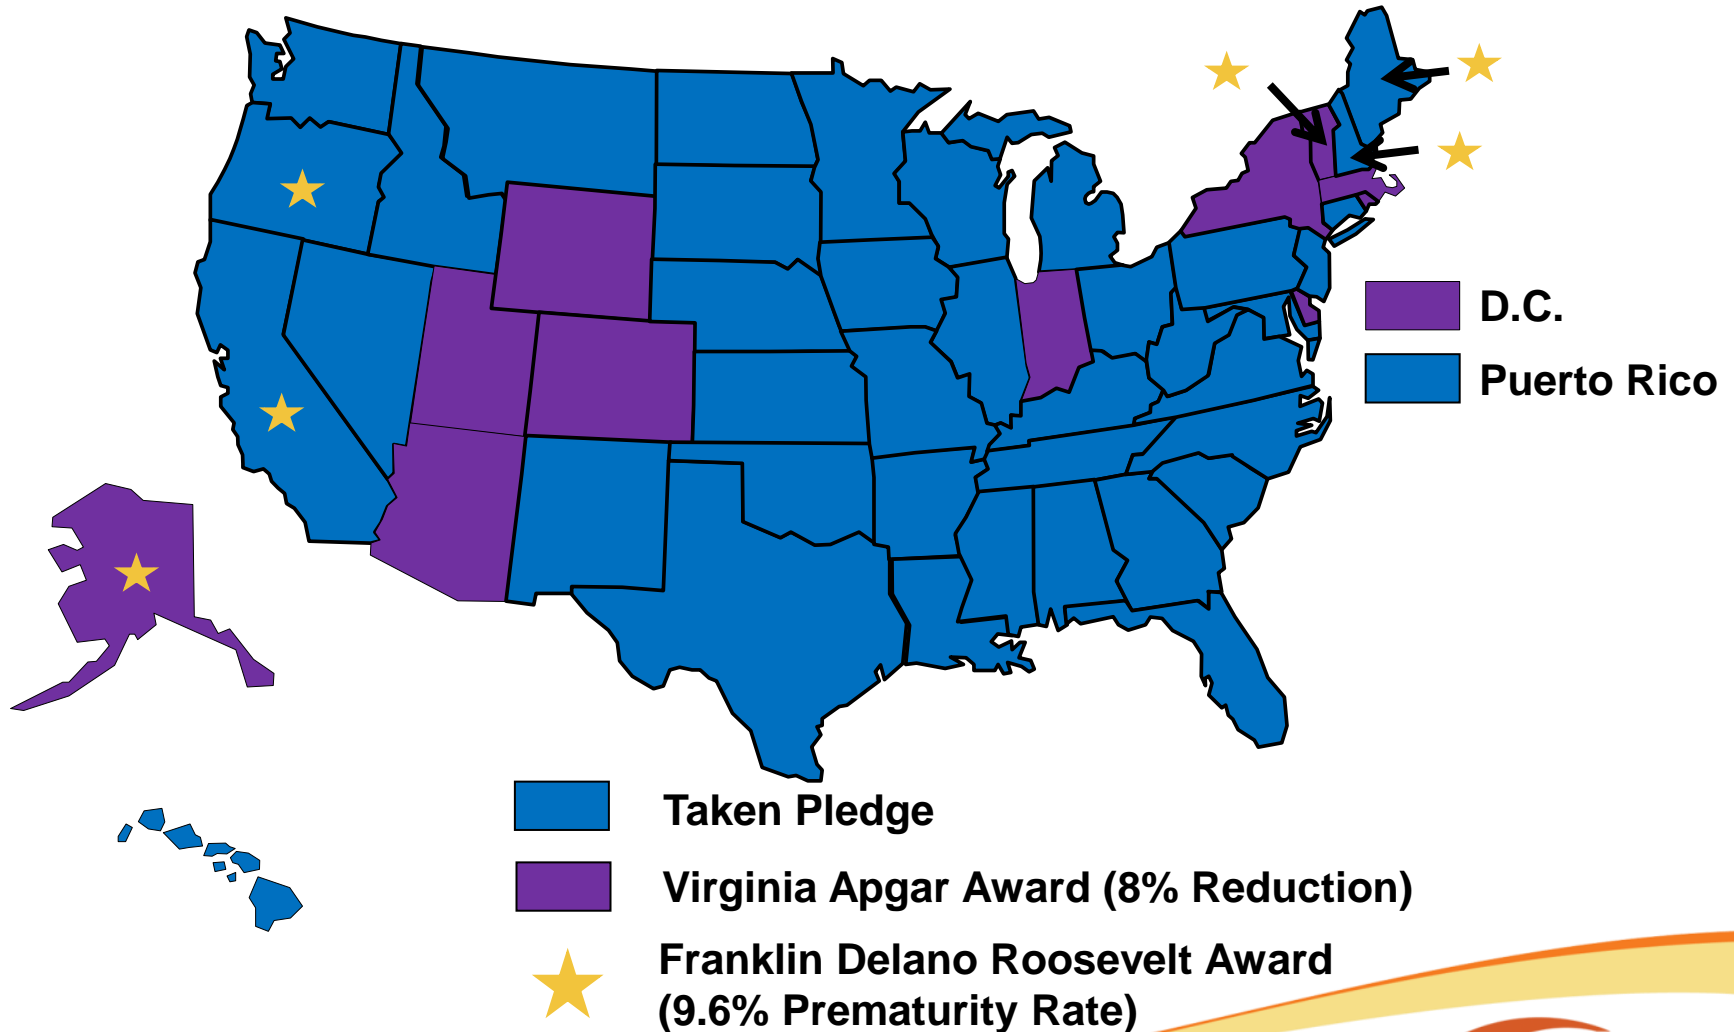 D.C.
Puerto Rico
Taken Pledge
Virginia Apgar Award (8% Reduction)
Franklin Delano Roosevelt Award
(9.6% Prematurity Rate)